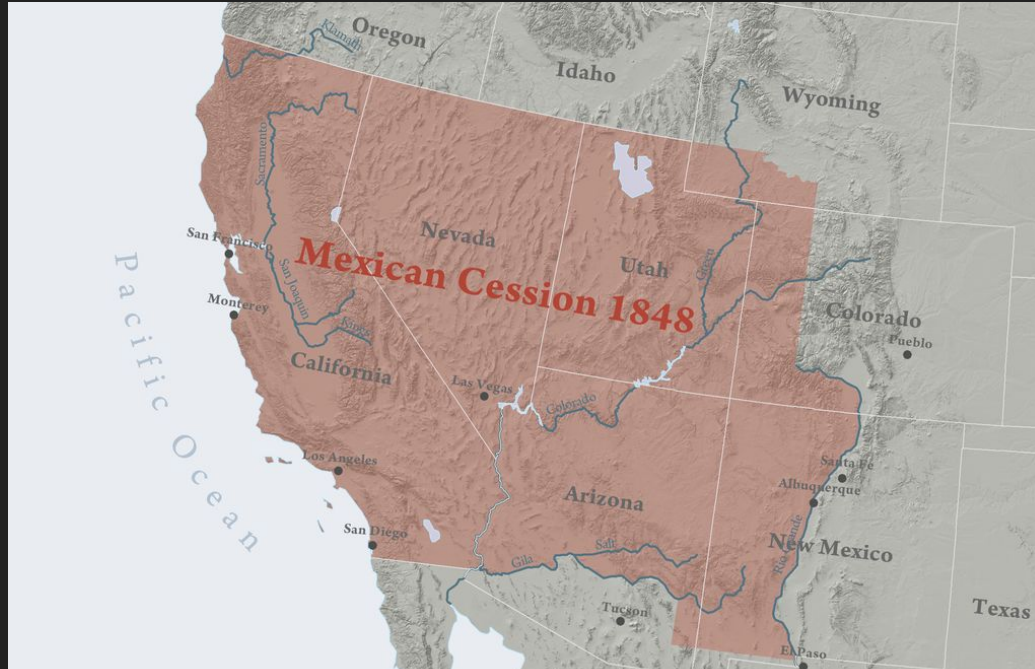 Oregon
Klamath
Idaho
Wyoming
Sacramento
Nevada
San Francisco
Utah
Green
Mexican Cession 1848
San Joaquin
Pacific Ocean
Monterey
Colorado
Pueblo
Kings
California
Las Vegas
Colorado
Los Angeles
Santa Fe
Albuquerque
Arizona
San Diego
Rio Grande
New Mexico
Salt
Gila
Tucson
Texas
El Paso